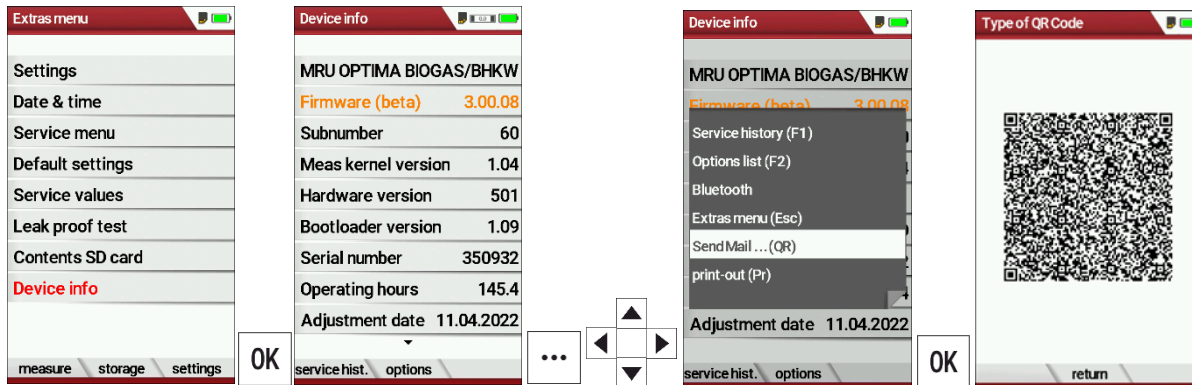 Extras menu
Settings
Date & time
Service menu
Default settings
Service values
Leak proof test
Contents SD card
Device info
measure storage settings
OK
Device info
MRU OPTIMA BIOGAS/BHKW
Firmware (beta) 3.00.08
Subnumber 60
Meas kernel version 1.04
Hardware version 501
Bootloader version 1.09
Serial number 350932
Operating hours 145.4
Adjustment date 11.04.2022
service hist. options
...
Device info
MRU OPTIMA BIOGAS/BHKW
Firmware (beta) 3.00.08
Service history (F1)
Options list (F2)
Bluetooth
Extras menu (Esc)
Send Mail ... (QR)
print-out (Pr)
Adjustment date 11.04.2022
service hist. options
OK
Type of QR Code
return